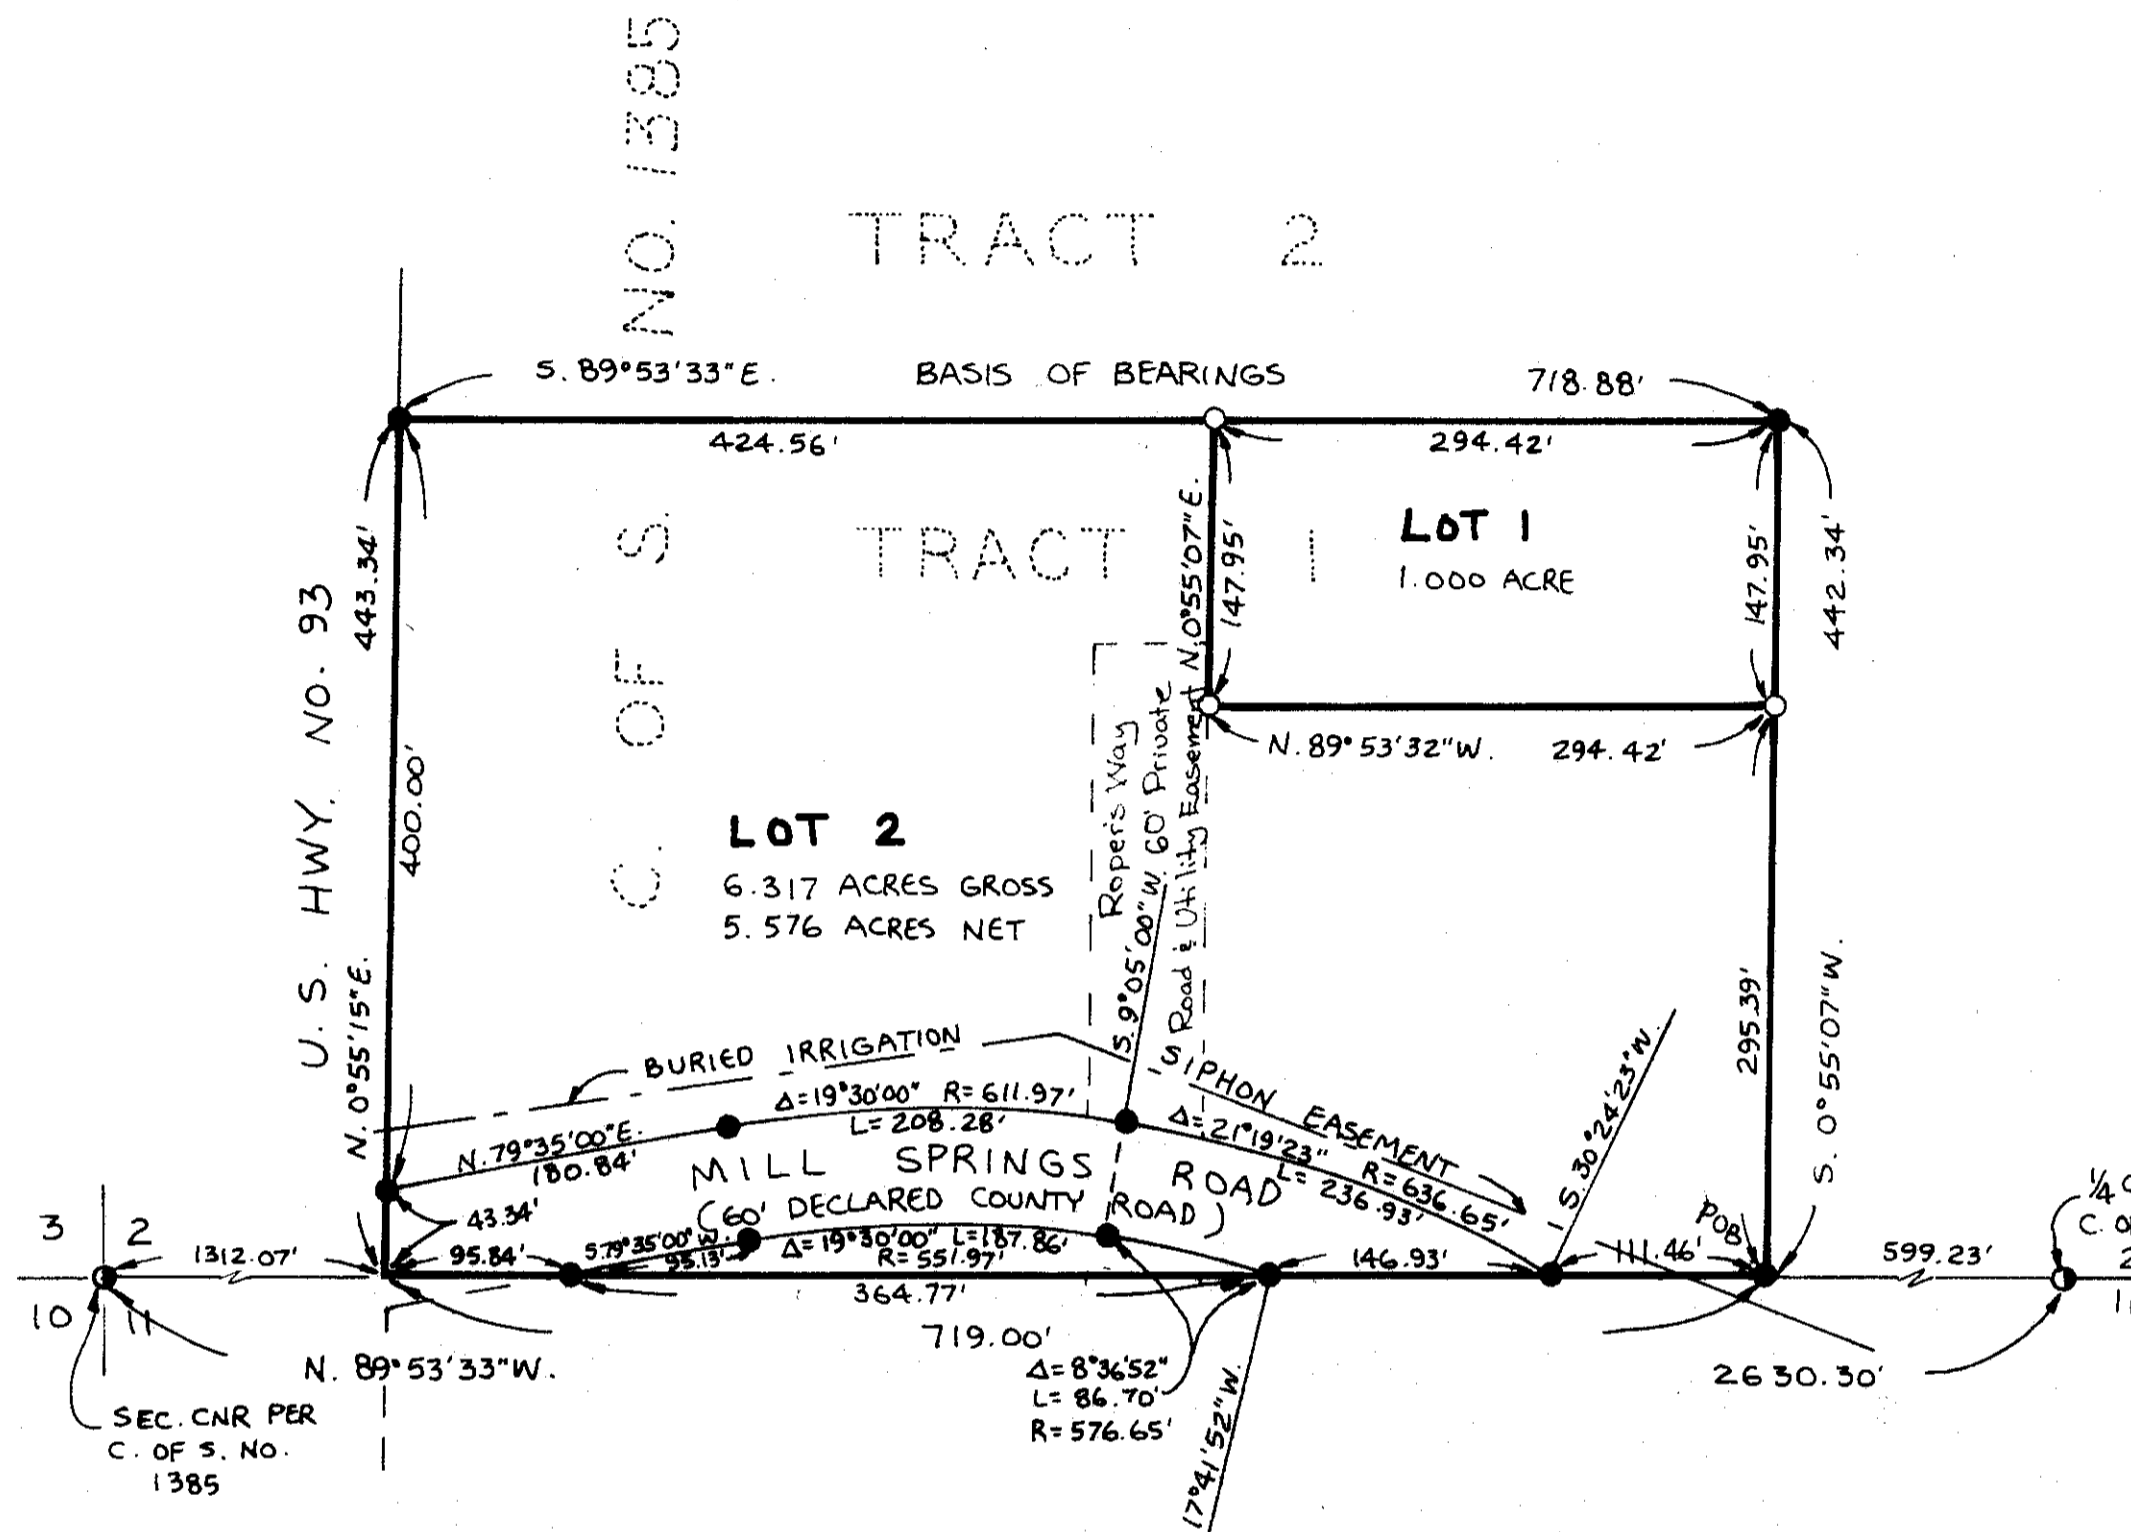 NO. 1385
TRACT 2
S. 89°53'33"E. BASIS OF BEARINGS 718.88'
424.56'
294.42'
443.34'
C. OF S.
TRACT 1
N.0°55'07"E.
147.95'
LOT 1
1.000 ACRE
147.95'
442.34'
U.S. HWY. NO. 93
400.00'
N.89°53'32"W. 294.42'
LOT 2
6.317 ACRES GROSS
5.576 ACRES NET
Roper's Way
60' Private
Road & Utility Easement
S.9°05'00"W.
N.0°55'15"E.
295.39'
S.0°55'07"W.
BURIED IRRIGATION
SIPHON EASEMENT
Δ=19°30'00" R=611.97'
L=208.28'
N.79°35'00"E.
180.84'
Δ=21°19'23" R=636.65'
L=236.93'
S.30°24'23"W.
MILL SPRINGS ROAD
(60' DECLARED COUNTY ROAD)
43.34'
S.79°35'00"W.
95.13'
Δ=19°30'00" L=187.86'
R=551.97'
POB
3 2
10 11
1312.07'
95.84'
364.77'
146.93'
111.46'
599.23'
1/4
719.00'
N. 89°53'33"W.
Δ=8°36'52"
L=86.70'
R=576.65'
17°41'52"W.
2630.30'
SEC. CNR PER
C. OF S. NO.
1385